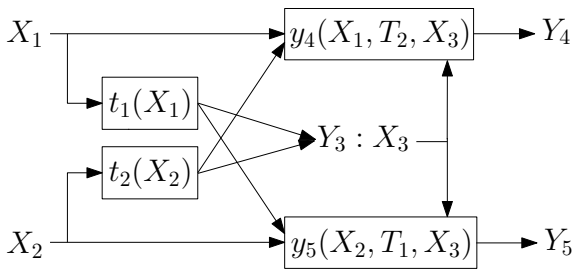 X₁ y₄(X₁, T₂, X₃) Y₄
t₁(X₁)
Y₃ : X₃
t₂(X₂)
X₂ y₅(X₂, T₁, X₃) Y₅